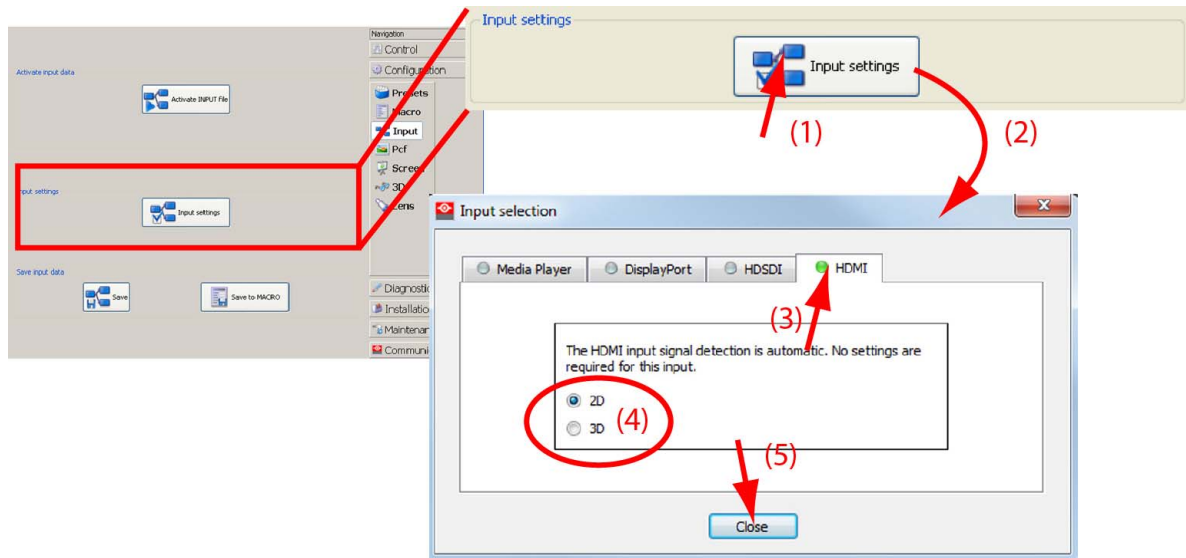 Activate input data
Activate INPUT file
Input settings
Input settings
Save input data
Save
Save to MACRO
Navigation
Control
Configuration
Presets
Macro
Input
Pcf
Screen
3D
Lens
Diagnostic
Installatio
Maintenar
Communi
Input settings
Input settings
(1)
(2)
Input selection
Media Player
DisplayPort
HDSDI
HDMI
(3)
The HDMI input signal detection is automatic. No settings are
required for this input.
2D
3D
(4)
(5)
Close